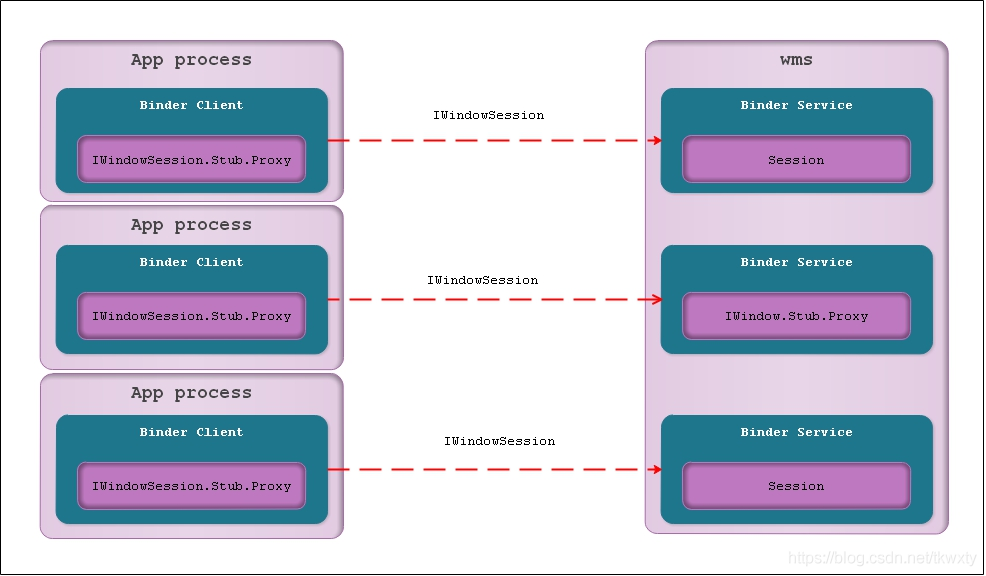 App process
Binder Client
IWindowSession.Stub.Proxy
IWindowSession
wms
Binder Service
Session
App process
Binder Client
IWindowSession.Stub.Proxy
IWindowSession
Binder Service
IWindow.Stub.Proxy
App process
Binder Client
IWindowSession.Stub.Proxy
IWindowSession
Binder Service
Session
https://blog.csdn.net/tkwxty